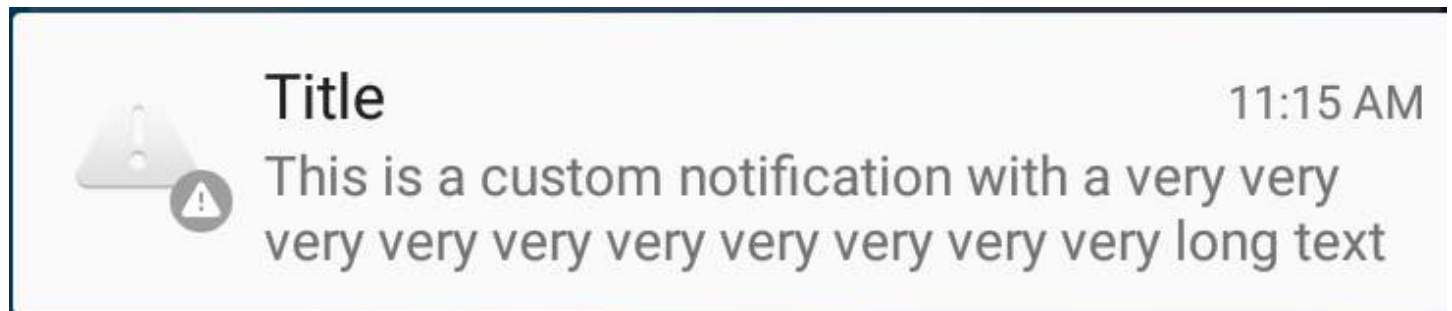 Title
11:15 AM
This is a custom notification with a very very
very very very very very very very very long text